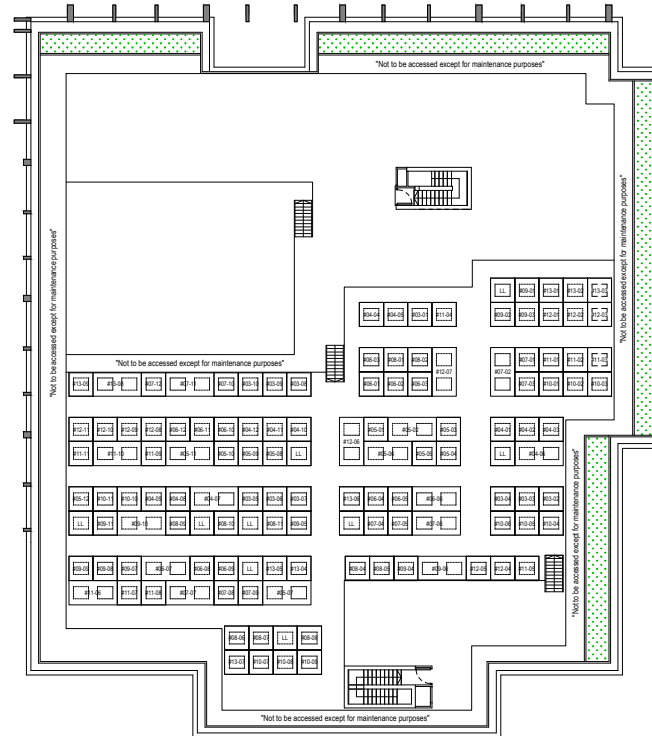 "Not to be accessed except for maintenance purposes"
"Not to be accessed except for maintenance purposes"
"Not to be accessed except for maintenance purposes"
LL #09-01 #13-01 #13-02 #13-03
#09-02 #09-03 #12-01 #12-02 #12-03
#04-04 #04-05 #03-01 #11-04
#08-03 #08-01 #08-02
#12-07
#06-01 #06-02 #06-03
#07-01 #11-01 #11-02 #11-03
#07-02
#07-03 #10-01 #10-02 #10-03
"Not to be accessed except for maintenance purposes"
#13-09 #07-12 #07-11 #07-10 #03-10 #03-09 #03-08
#12-11 #12-10 #12-09 #12-08 #06-12 #06-11 #06-10 #04-12 #04-11 #04-10
#11-11 #11-10 #11-09 #05-11 #05-10 #05-09 #05-08 LL
#05-01 #05-02 #05-03
#12-06
#05-06 #05-05 #05-04
#04-01 #04-02 #04-03
LL #04-06
#05-12 #10-11 #10-10 #04-09 #04-08 #04-07 #03-05 #03-06 #03-07
LL #09-11 #09-10 #08-09 LL #08-10 LL #08-11 #09-05
#13-06 #06-04 #06-05 #06-06
LL #07-04 #07-05 #07-06
#03-04 #03-03 #03-02
#10-06 #10-05 #10-04
"Not to be accessed except for maintenance purposes"
#09-09 #09-08 #09-07 #06-07 #06-08 #06-09 LL #13-05 #13-04
#11-06 #11-07 #11-08 #07-07 #07-08 #07-09 #05-07
#08-04 #08-05 #09-04 #09-06 #12-05 #12-04 #11-05
#08-06 #08-07 LL #08-08
#13-07 #10-07 #10-08 #10-09
"Not to be accessed except for maintenance purposes"